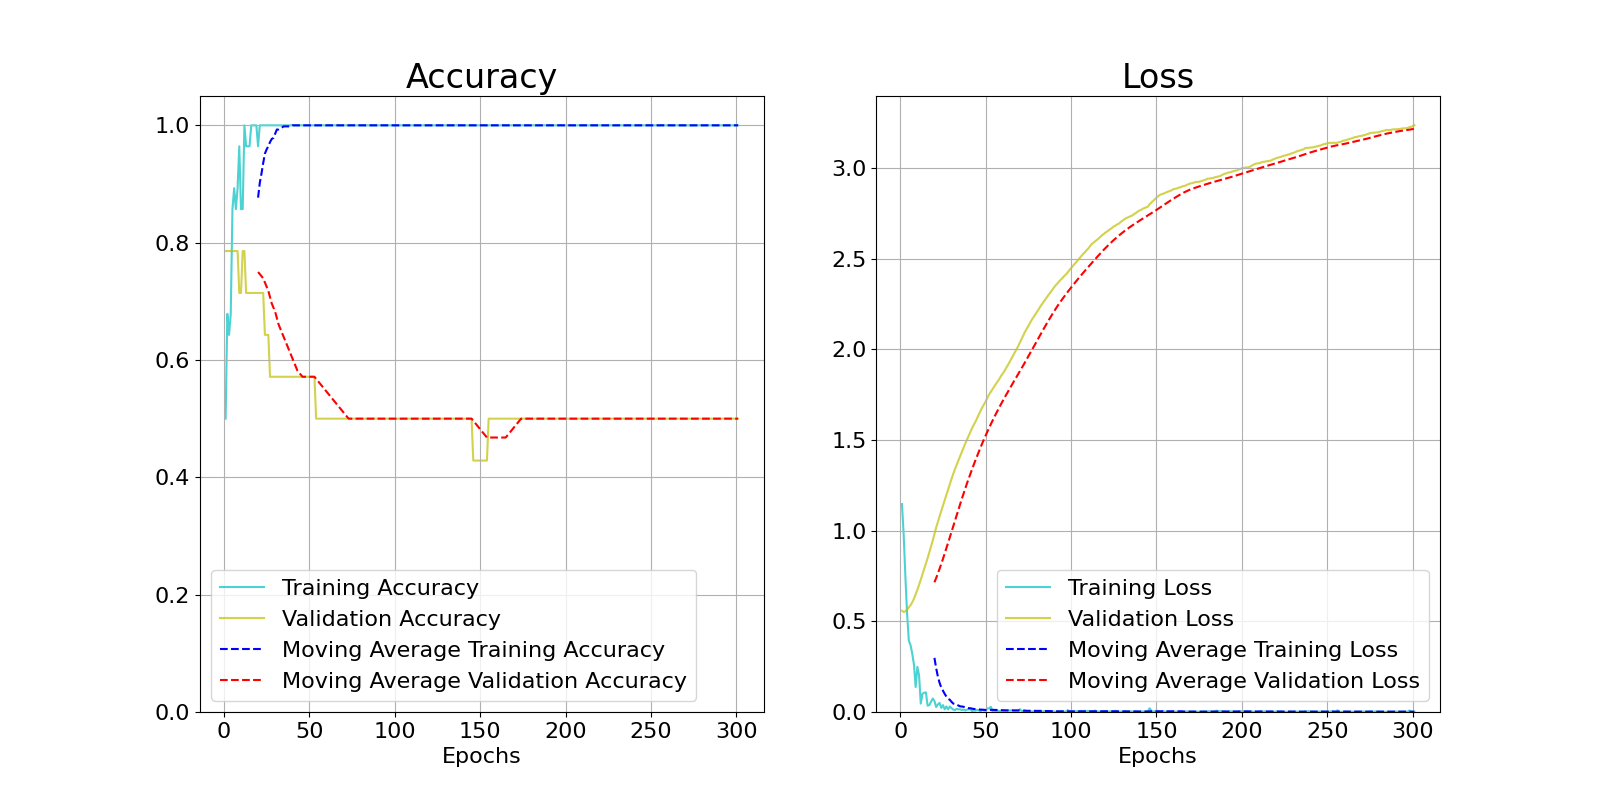 Accuracy
1.0
0.8
0.6
0.4
0.2
0.0
0 50 100 150 200 250 300
Epochs
Training Accuracy
Validation Accuracy
Moving Average Training Accuracy
Moving Average Validation Accuracy
Loss
3.0
2.5
2.0
1.5
1.0
0.5
0.0
0 50 100 150 200 250 300
Epochs
Training Loss
Validation Loss
Moving Average Training Loss
Moving Average Validation Loss